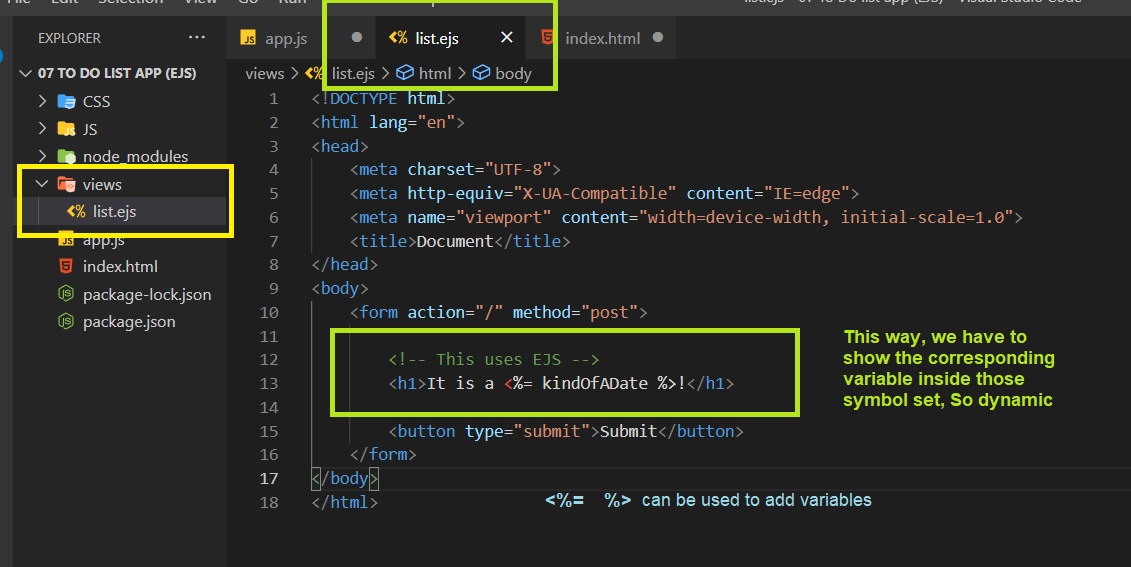 File Edit Selection View Go Run
list.ejs - 07 To Do list app (EJS) - Visual Studio Code
EXPLORER ...
app.js
list.ejs
index.html
07 TO DO LIST APP (EJS)
CSS
JS
node_modules
views
list.ejs
app.js
index.html
package-lock.json
package.json
views > list.ejs > html > body
1 <!DOCTYPE html>
2 <html lang="en">
3 <head>
4 <meta charset="UTF-8">
5 <meta http-equiv="X-UA-Compatible" content="IE=edge">
6 <meta name="viewport" content="width=device-width, initial-scale=1.0">
7 <title>Document</title>
8 </head>
9 <body>
10 <form action="/" method="post">
11
12 <!-- This uses EJS -->
13 <h1>It is a <%= kindOfADate %>!</h1>
14
15 <button type="submit">Submit</button>
16 </form>
17 </body>
18 </html>
This way, we have to
show the corresponding
variable inside those
symbol set, So dynamic
<%= %> can be used to add variables